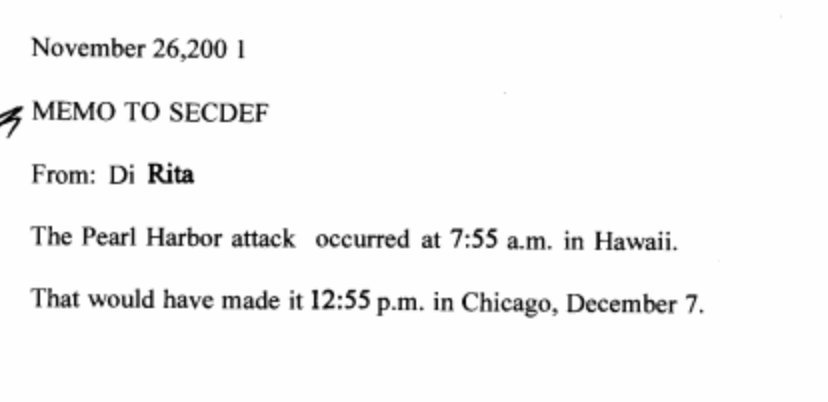 November 26,200 1
MEMO TO SECDEF
From: Di Rita
The Pearl Harbor attack occurred at 7:55 a.m. in Hawaii.
That would have made it 12:55 p.m. in Chicago, December 7.